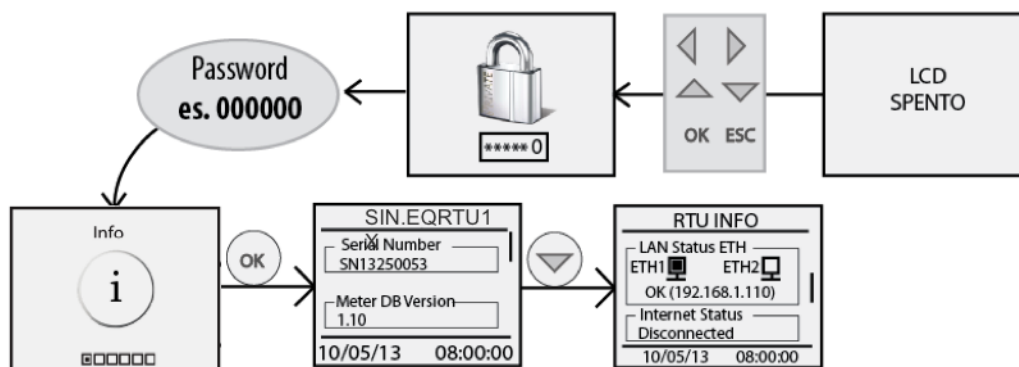 Password
es. 000000
PRIVATE
*****0
OK ESC
LCD
SPENTO
Info
i
OK
SIN.EQRTU1
Serial Number
SN13250053
Meter DB Version
1.10
10/05/13 08:00:00
RTU INFO
LAN Status ETH
ETH1 ETH2
OK (192.168.1.110)
Internet Status
Disconnected
10/05/13 08:00:00